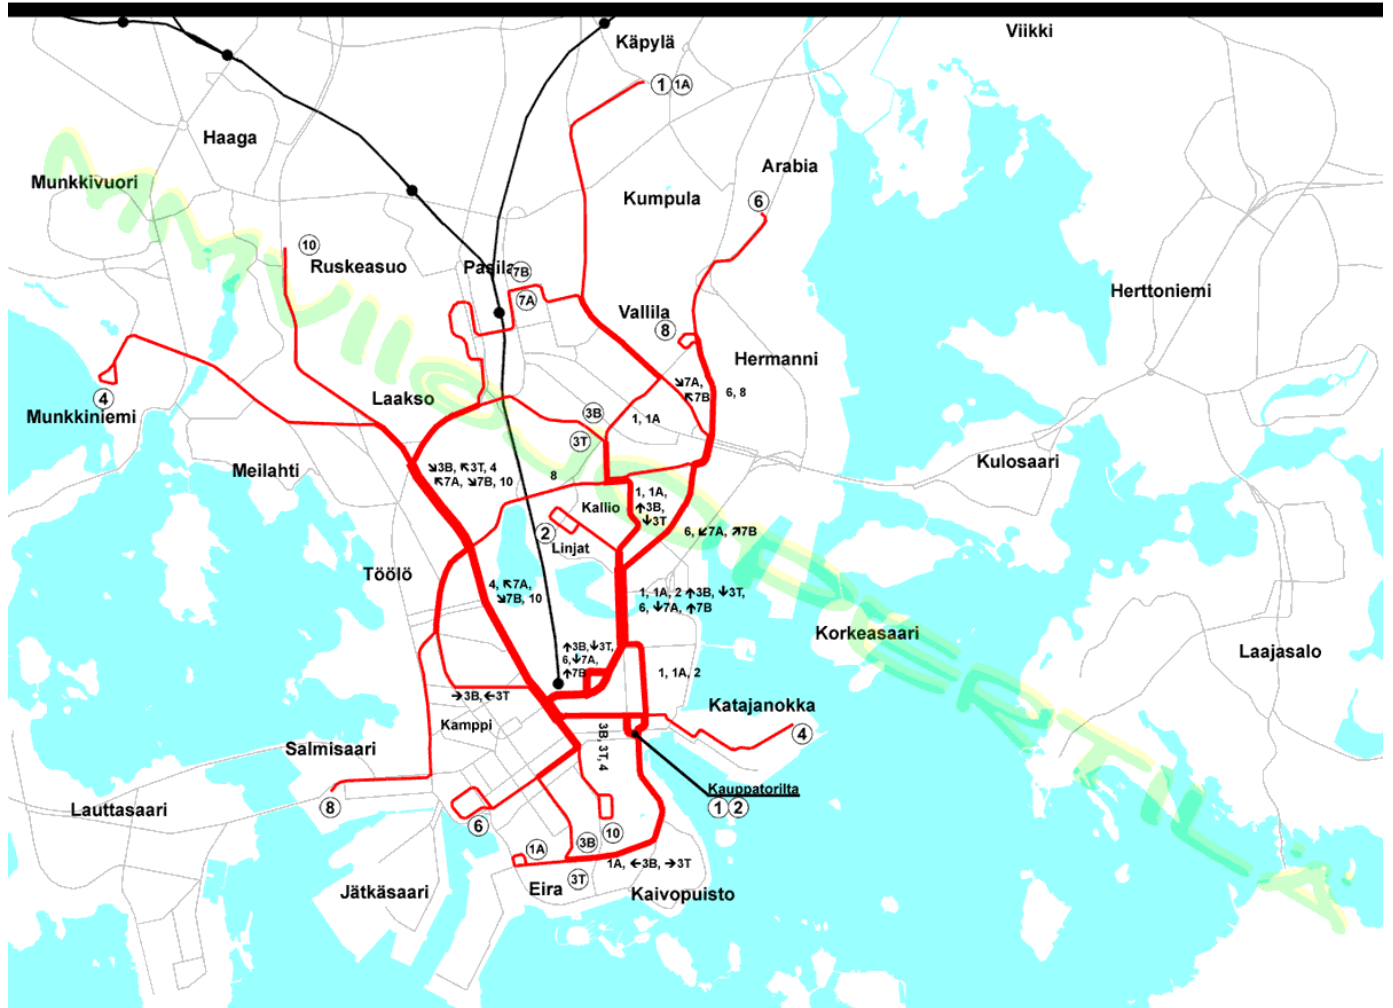 Käpylä
Viikki
1 1A
Haaga
Arabia
Munkkivuori
Kumpula
6
10
Ruskeasuo
Pasila
7B
7A
Herttoniemi
Vallila
8
Hermanni
4
Munkkiniemi
Laakso
↘7A,
↖7B
6, 8
3B
1, 1A
3T
Meilahti
↘3B, ↖3T, 4
↖7A, ↘7B, 10
8
Kulosaari
Kallio
1, 1A,
↑3B,
↓3T
2
Linjat
6, ↙7A, ↗7B
Töölö
4, ↖7A,
↘7B, 10
1, 1A, 2 ↑3B, ↓3T,
6, ↓7A, ↑7B
Korkeasaari
Laajasalo
↑3B, ↓3T,
6, ↓7A,
↑7B
1, 1A, 2
→3B, ←3T
Kamppi
Katajanokka
4
3B, 3T, 4
Salmisaari
Kauppatorilta
1 2
Lauttasaari
8
6
10
1A
3B
1A, ←3B, →3T
3T
Eira
Jätkäsaari
Kaivopuisto